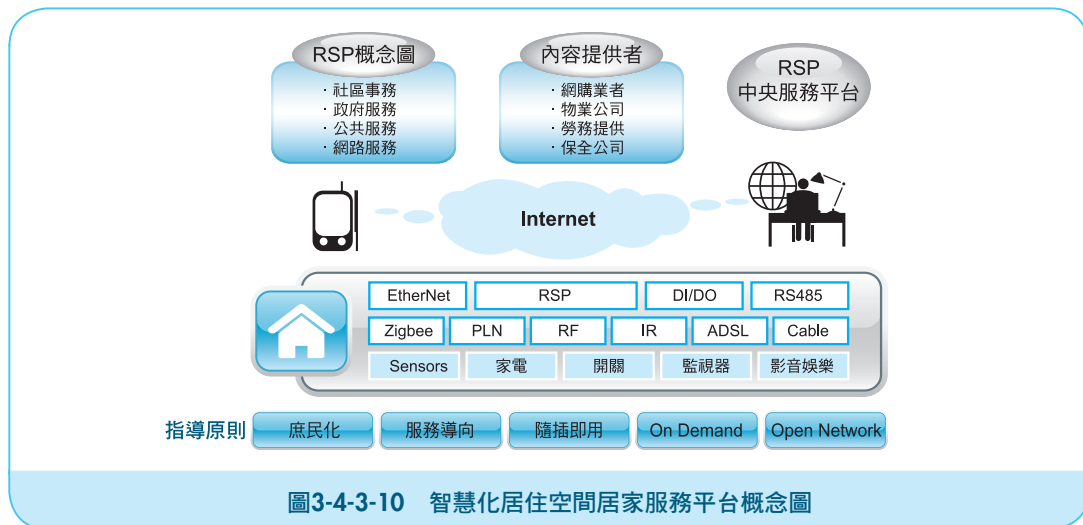 RSP概念圖
·社區事務
·政府服務
·公共服務
·網路服務
內容提供者
·網購業者
·物業公司
·勞務提供
·保全公司
RSP
中央服務平台
Internet
EtherNet RSP DI/DO RS485
Zigbee PLN RF IR ADSL Cable
Sensors 家電 開關 監視器 影音娛樂
指導原則 庶民化 服務導向 隨插即用 On Demand Open Network
圖3-4-3-10 智慧化居住空間居家服務平台概念圖